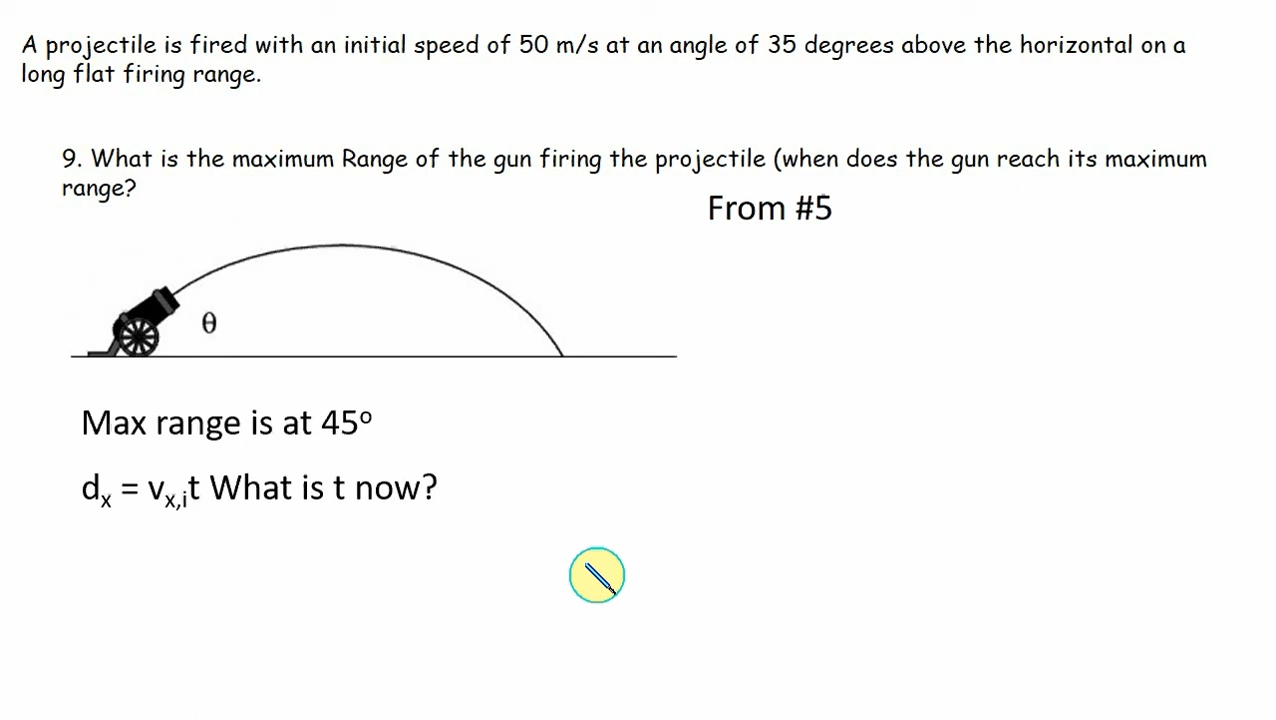 A projectile is fired with an initial speed of 50 m/s at an angle of 35 degrees above the horizontal on a
long flat firing range.
9. What is the maximum Range of the gun firing the projectile (when does the gun reach its maximum
range?
From #5
θ
Max range is at 45º
dₓ = vₓ,ᵢt What is t now?